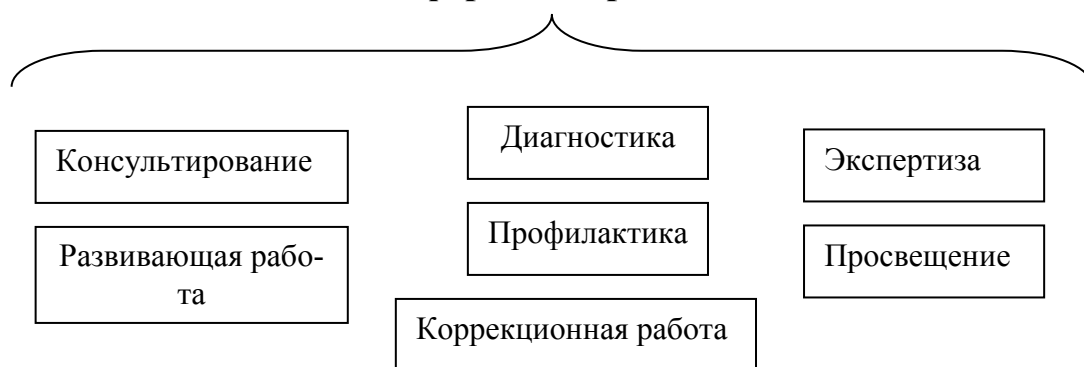 Консультирование
Диагностика
Экспертиза
Развивающая рабо-
та
Профилактика
Просвещение
Коррекционная работа